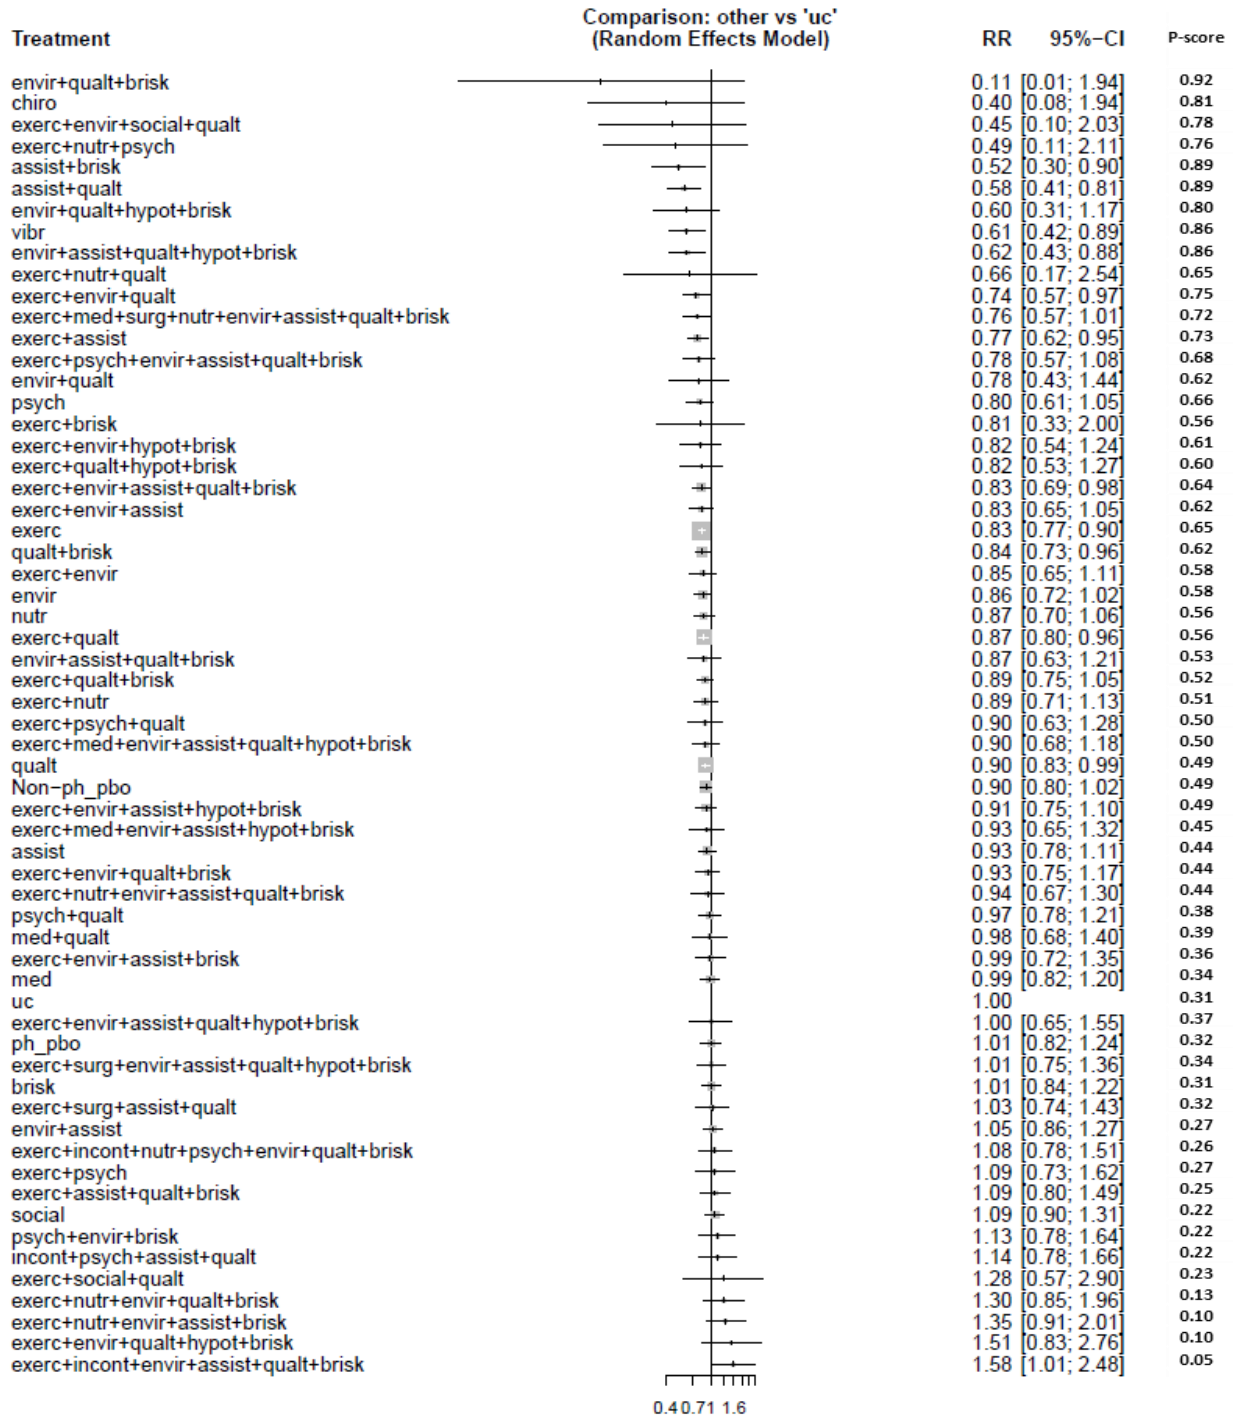 Comparison: other vs 'uc'
Treatment (Random Effects Model) RR 95%−CI P-score
envir+qualt+brisk 0.11 [0.01; 1.94] 0.92
chiro 0.40 [0.08; 1.94] 0.81
exerc+envir+social+qualt 0.45 [0.10; 2.03] 0.78
exerc+nutr+psych 0.49 [0.11; 2.11] 0.76
assist+brisk 0.52 [0.30; 0.90] 0.89
assist+qualt 0.58 [0.41; 0.81] 0.89
envir+qualt+hypot+brisk 0.60 [0.31; 1.17] 0.80
vibr 0.61 [0.42; 0.89] 0.86
envir+assist+qualt+hypot+brisk 0.62 [0.43; 0.88] 0.86
exerc+nutr+qualt 0.66 [0.17; 2.54] 0.65
exerc+envir+qualt 0.74 [0.57; 0.97] 0.75
exerc+med+surg+nutr+envir+assist+qualt+brisk 0.76 [0.57; 1.01] 0.72
exerc+assist 0.77 [0.62; 0.95] 0.73
exerc+psych+envir+assist+qualt+brisk 0.78 [0.57; 1.08] 0.68
envir+qualt 0.78 [0.43; 1.44] 0.62
psych 0.80 [0.61; 1.05] 0.66
exerc+brisk 0.81 [0.33; 2.00] 0.56
exerc+envir+hypot+brisk 0.82 [0.54; 1.24] 0.61
exerc+qualt+hypot+brisk 0.82 [0.53; 1.27] 0.60
exerc+envir+assist+qualt+brisk 0.83 [0.69; 0.98] 0.64
exerc+envir+assist 0.83 [0.65; 1.05] 0.62
exerc 0.83 [0.77; 0.90] 0.65
qualt+brisk 0.84 [0.73; 0.96] 0.62
exerc+envir 0.85 [0.65; 1.11] 0.58
envir 0.86 [0.72; 1.02] 0.58
nutr 0.87 [0.70; 1.06] 0.56
exerc+qualt 0.87 [0.80; 0.96] 0.56
envir+assist+qualt+brisk 0.87 [0.63; 1.21] 0.53
exerc+qualt+brisk 0.89 [0.75; 1.05] 0.52
exerc+nutr 0.89 [0.71; 1.13] 0.51
exerc+psych+qualt 0.90 [0.63; 1.28] 0.50
exerc+med+envir+assist+qualt+hypot+brisk 0.90 [0.68; 1.18] 0.50
qualt 0.90 [0.83; 0.99] 0.49
Non−ph_pbo 0.90 [0.80; 1.02] 0.49
exerc+envir+assist+hypot+brisk 0.91 [0.75; 1.10] 0.49
exerc+med+envir+assist+hypot+brisk 0.93 [0.65; 1.32] 0.45
assist 0.93 [0.78; 1.11] 0.44
exerc+envir+qualt+brisk 0.93 [0.75; 1.17] 0.44
exerc+nutr+envir+assist+qualt+brisk 0.94 [0.67; 1.30] 0.44
psych+qualt 0.97 [0.78; 1.21] 0.38
med+qualt 0.98 [0.68; 1.40] 0.39
exerc+envir+assist+brisk 0.99 [0.72; 1.35] 0.36
med 0.99 [0.82; 1.20] 0.34
uc 1.00 0.31
exerc+envir+assist+qualt+hypot+brisk 1.00 [0.65; 1.55] 0.37
ph_pbo 1.01 [0.82; 1.24] 0.32
exerc+surg+envir+assist+qualt+hypot+brisk 1.01 [0.75; 1.36] 0.34
brisk 1.01 [0.84; 1.22] 0.31
exerc+surg+assist+qualt 1.03 [0.74; 1.43] 0.32
envir+assist 1.05 [0.86; 1.27] 0.27
exerc+incont+nutr+psych+envir+qualt+brisk 1.08 [0.78; 1.51] 0.26
exerc+psych 1.09 [0.73; 1.62] 0.27
exerc+assist+qualt+brisk 1.09 [0.80; 1.49] 0.25
social 1.09 [0.90; 1.31] 0.22
psych+envir+brisk 1.13 [0.78; 1.64] 0.22
incont+psych+assist+qualt 1.14 [0.78; 1.66] 0.22
exerc+social+qualt 1.28 [0.57; 2.90] 0.23
exerc+nutr+envir+qualt+brisk 1.30 [0.85; 1.96] 0.13
exerc+nutr+envir+assist+brisk 1.35 [0.91; 2.01] 0.10
exerc+envir+qualt+hypot+brisk 1.51 [0.83; 2.76] 0.10
exerc+incont+envir+assist+qualt+brisk 1.58 [1.01; 2.48] 0.05
0.4 0.71 1.6